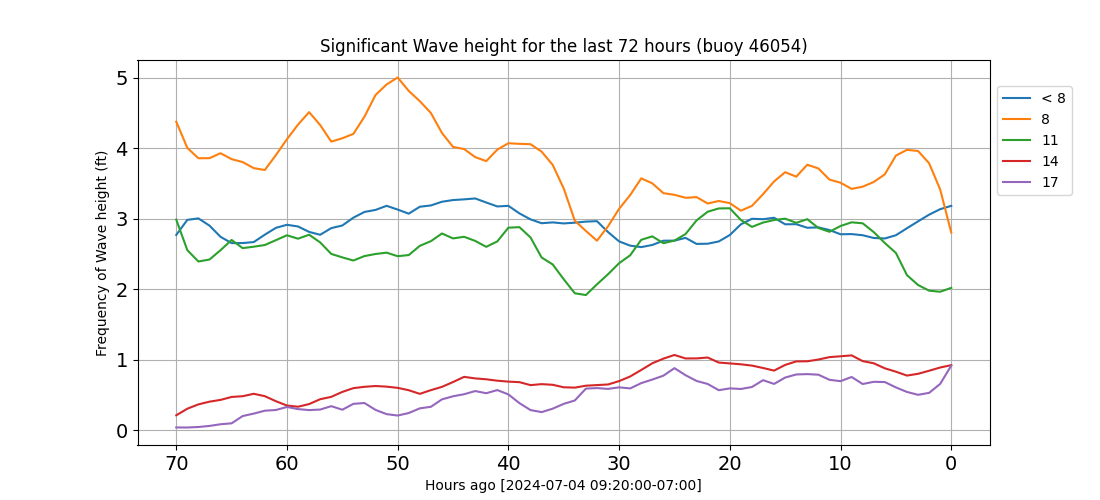 Significant Wave height for the last 72 hours (buoy 46054)
Frequency of Wave height (ft)
5
4
3
2
1
0
70 60 50 40 30 20 10 0
Hours ago [2024-07-04 09:20:00-07:00]
< 8
8
11
14
17